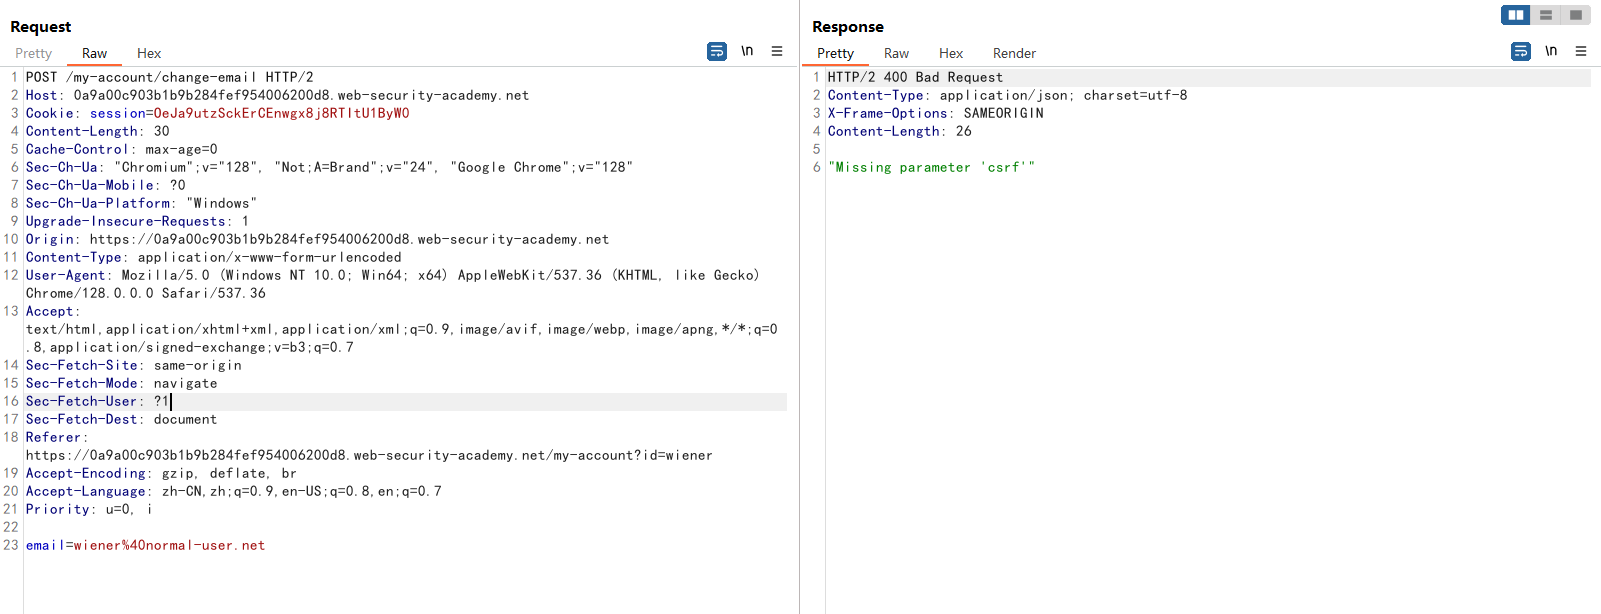 Request
Pretty Raw Hex \n
1 POST /my-account/change-email HTTP/2
2 Host: 0a9a00c903b1b9b284fef954006200d8.web-security-academy.net
3 Cookie: session=OeJa9utzSckErCEnwgx8j8RTItU1ByW0
4 Content-Length: 30
5 Cache-Control: max-age=0
6 Sec-Ch-Ua: "Chromium";v="128", "Not;A=Brand";v="24", "Google Chrome";v="128"
7 Sec-Ch-Ua-Mobile: ?0
8 Sec-Ch-Ua-Platform: "Windows"
9 Upgrade-Insecure-Requests: 1
10 Origin: https://0a9a00c903b1b9b284fef954006200d8.web-security-academy.net
11 Content-Type: application/x-www-form-urlencoded
12 User-Agent: Mozilla/5.0 (Windows NT 10.0; Win64; x64) AppleWebKit/537.36 (KHTML, like Gecko)
Chrome/128.0.0.0 Safari/537.36
13 Accept:
text/html,application/xhtml+xml,application/xml;q=0.9,image/avif,image/webp,image/apng,*/*;q=0
.8,application/signed-exchange;v=b3;q=0.7
14 Sec-Fetch-Site: same-origin
15 Sec-Fetch-Mode: navigate
16 Sec-Fetch-User: ?1
17 Sec-Fetch-Dest: document
18 Referer:
https://0a9a00c903b1b9b284fef954006200d8.web-security-academy.net/my-account?id=wiener
19 Accept-Encoding: gzip, deflate, br
20 Accept-Language: zh-CN,zh;q=0.9,en-US;q=0.8,en;q=0.7
21 Priority: u=0, i
22
23 email=wiener%40normal-user.net
Response
Pretty Raw Hex Render \n
1 HTTP/2 400 Bad Request
2 Content-Type: application/json; charset=utf-8
3 X-Frame-Options: SAMEORIGIN
4 Content-Length: 26
5
6 "Missing parameter 'csrf'"